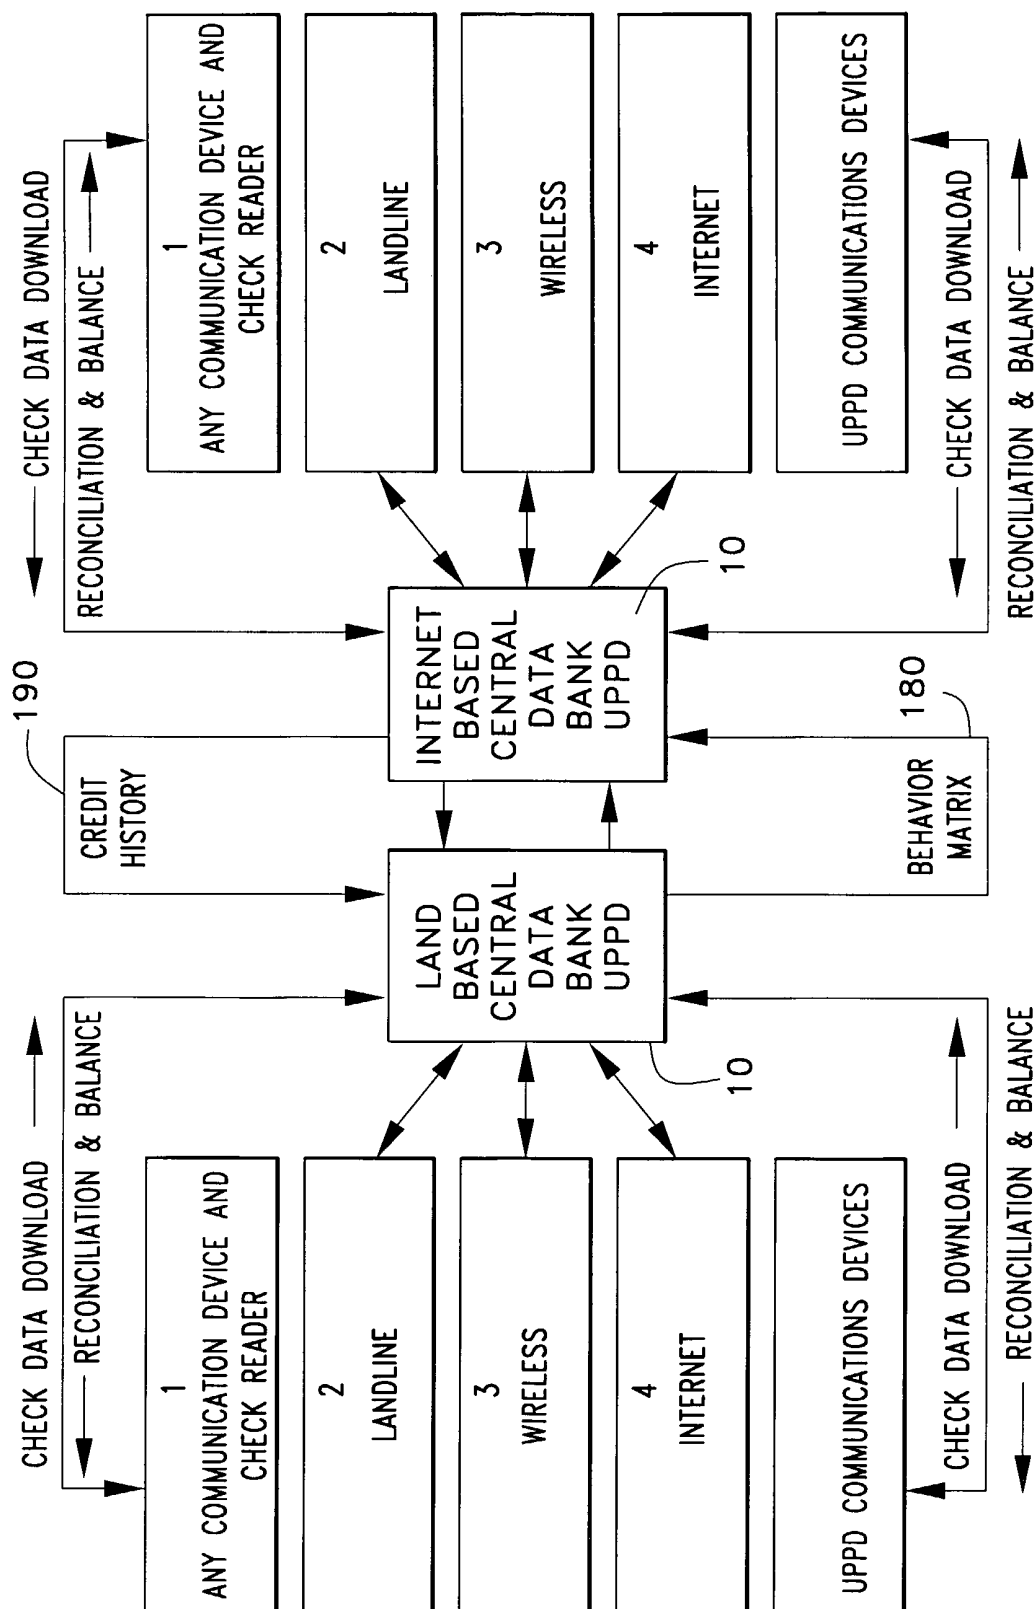 CHECK DATA DOWNLOAD
RECONCILIATION & BALANCE
1
ANY COMMUNICATION DEVICE AND
CHECK READER
2
LANDLINE
3
WIRELESS
4
INTERNET
UPPD COMMUNICATIONS DEVICES
CHECK DATA DOWNLOAD
RECONCILIATION & BALANCE
LAND
BASED
CENTRAL
DATA
BANK
UPPD
10
190
CREDIT
HISTORY
BEHAVIOR
MATRIX
180
INTERNET
BASED
CENTRAL
DATA
BANK
UPPD
10
CHECK DATA DOWNLOAD
RECONCILIATION & BALANCE
1
ANY COMMUNICATION DEVICE AND
CHECK READER
2
LANDLINE
3
WIRELESS
4
INTERNET
UPPD COMMUNICATIONS DEVICES
CHECK DATA DOWNLOAD
RECONCILIATION & BALANCE